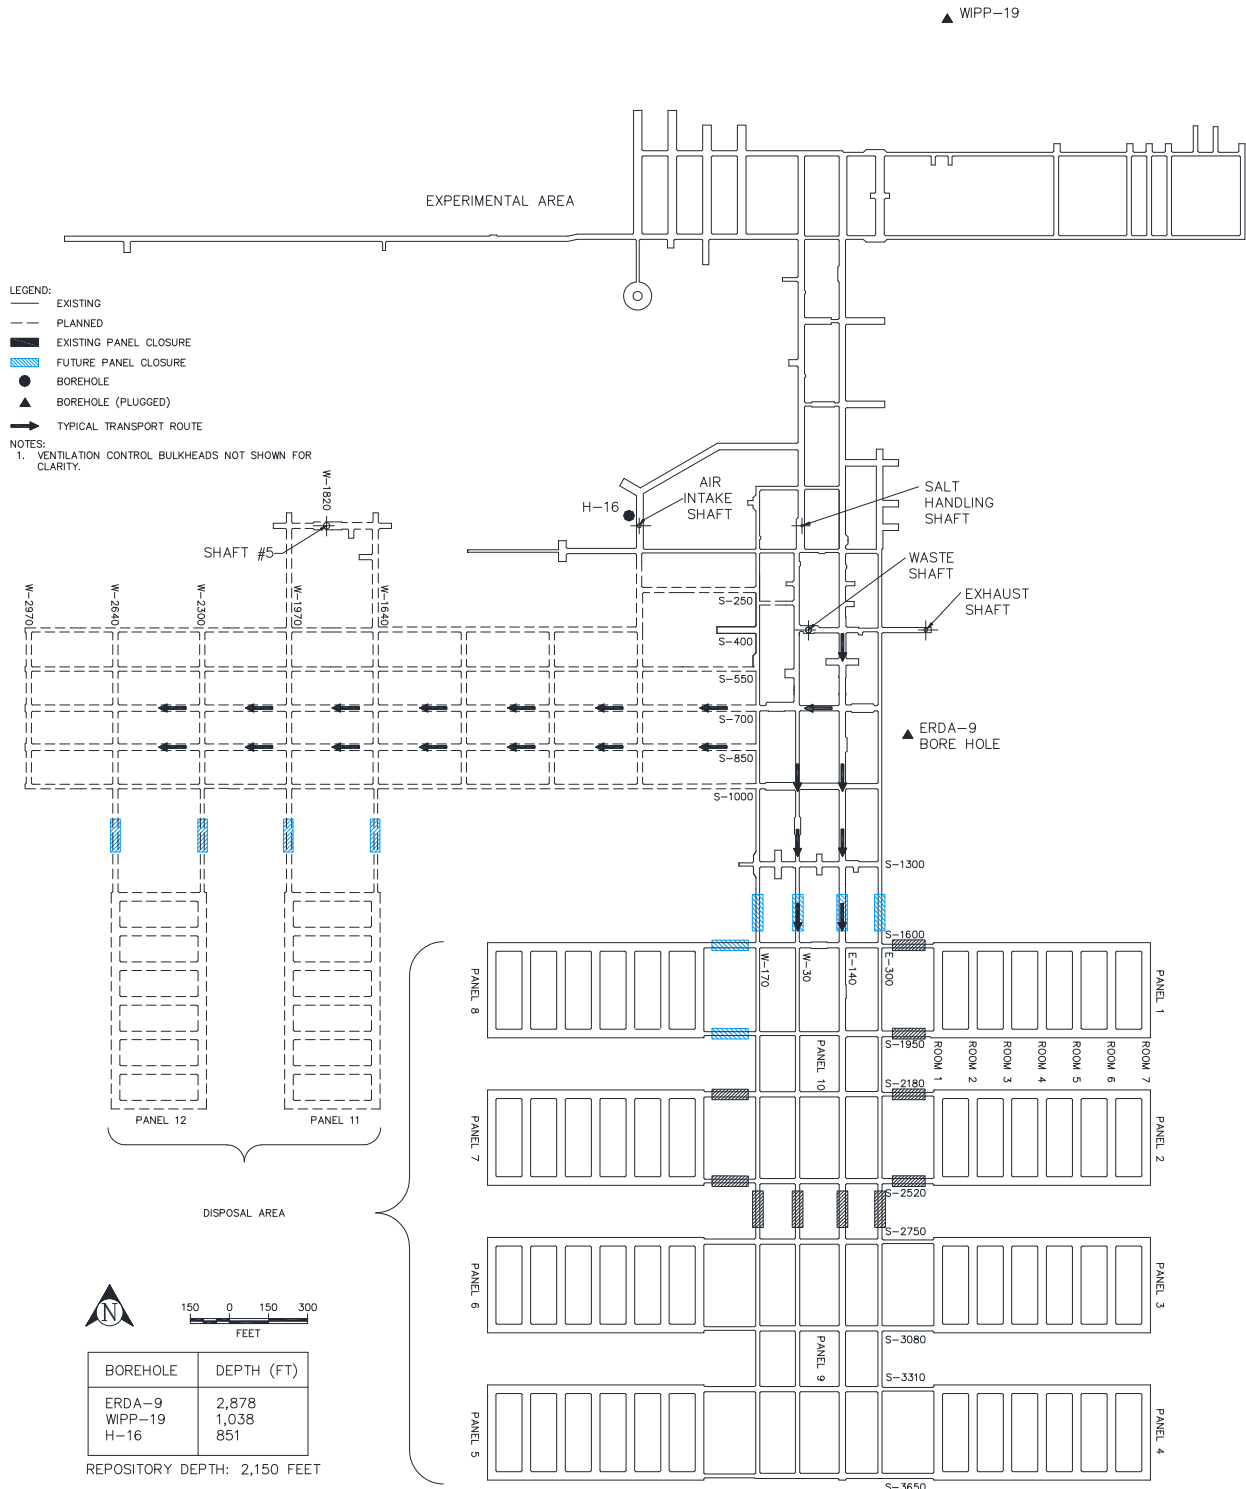 WIPP-19
EXPERIMENTAL AREA
LEGEND:
EXISTING
PLANNED
EXISTING PANEL CLOSURE
FUTURE PANEL CLOSURE
BOREHOLE
BOREHOLE (PLUGGED)
TYPICAL TRANSPORT ROUTE
NOTES:
1. VENTILATION CONTROL BULKHEADS NOT SHOWN FOR
CLARITY.
W-1820
H-16
AIR
INTAKE
SHAFT
SALT
HANDLING
SHAFT
SHAFT #5
WASTE
SHAFT
EXHAUST
SHAFT
W-2970
W-2640
W-2300
W-1970
W-1640
S-250
S-400
S-550
S-700
S-850
S-1000
ERDA-9
BORE HOLE
S-1300
S-1600
W-170
W-30
E-140
E-300
PANEL 8
PANEL 1
S-1950
PANEL 10
S-2180
ROOM 1
ROOM 2
ROOM 3
ROOM 4
ROOM 5
ROOM 6
ROOM 7
PANEL 12
PANEL 11
PANEL 7
PANEL 2
DISPOSAL AREA
S-2520
S-2750
PANEL 6
PANEL 3
S-3080
PANEL 9
S-3310
PANEL 5
PANEL 4
S-3650
N
150 0 150 300
FEET
BOREHOLE DEPTH (FT)
ERDA-9 2,878
WIPP-19 1,038
H-16 851
REPOSITORY DEPTH: 2,150 FEET